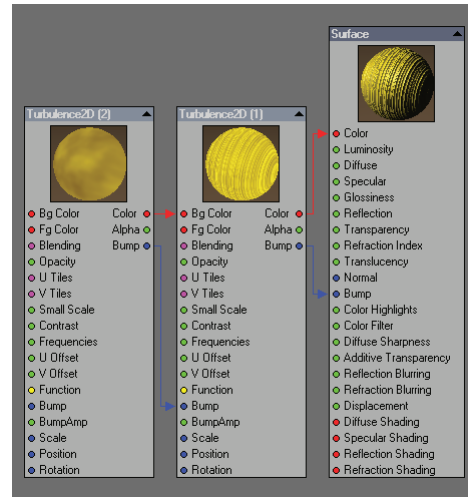 Turbulence2D (2)
Bg Color Color
Fg Color Alpha
Blending Bump
Opacity
U Tiles
V Tiles
Small Scale
Contrast
Frequencies
U Offset
V Offset
Function
Bump
BumpAmp
Scale
Position
Rotation
Turbulence2D (1)
Bg Color Color
Fg Color Alpha
Blending Bump
Opacity
U Tiles
V Tiles
Small Scale
Contrast
Frequencies
U Offset
V Offset
Function
Bump
BumpAmp
Scale
Position
Rotation
Surface
Color
Luminosity
Diffuse
Specular
Glossiness
Reflection
Transparency
Refraction Index
Translucency
Normal
Bump
Color Highlights
Color Filter
Diffuse Sharpness
Additive Transparency
Reflection Blurring
Refraction Blurring
Displacement
Diffuse Shading
Specular Shading
Reflection Shading
Refraction Shading